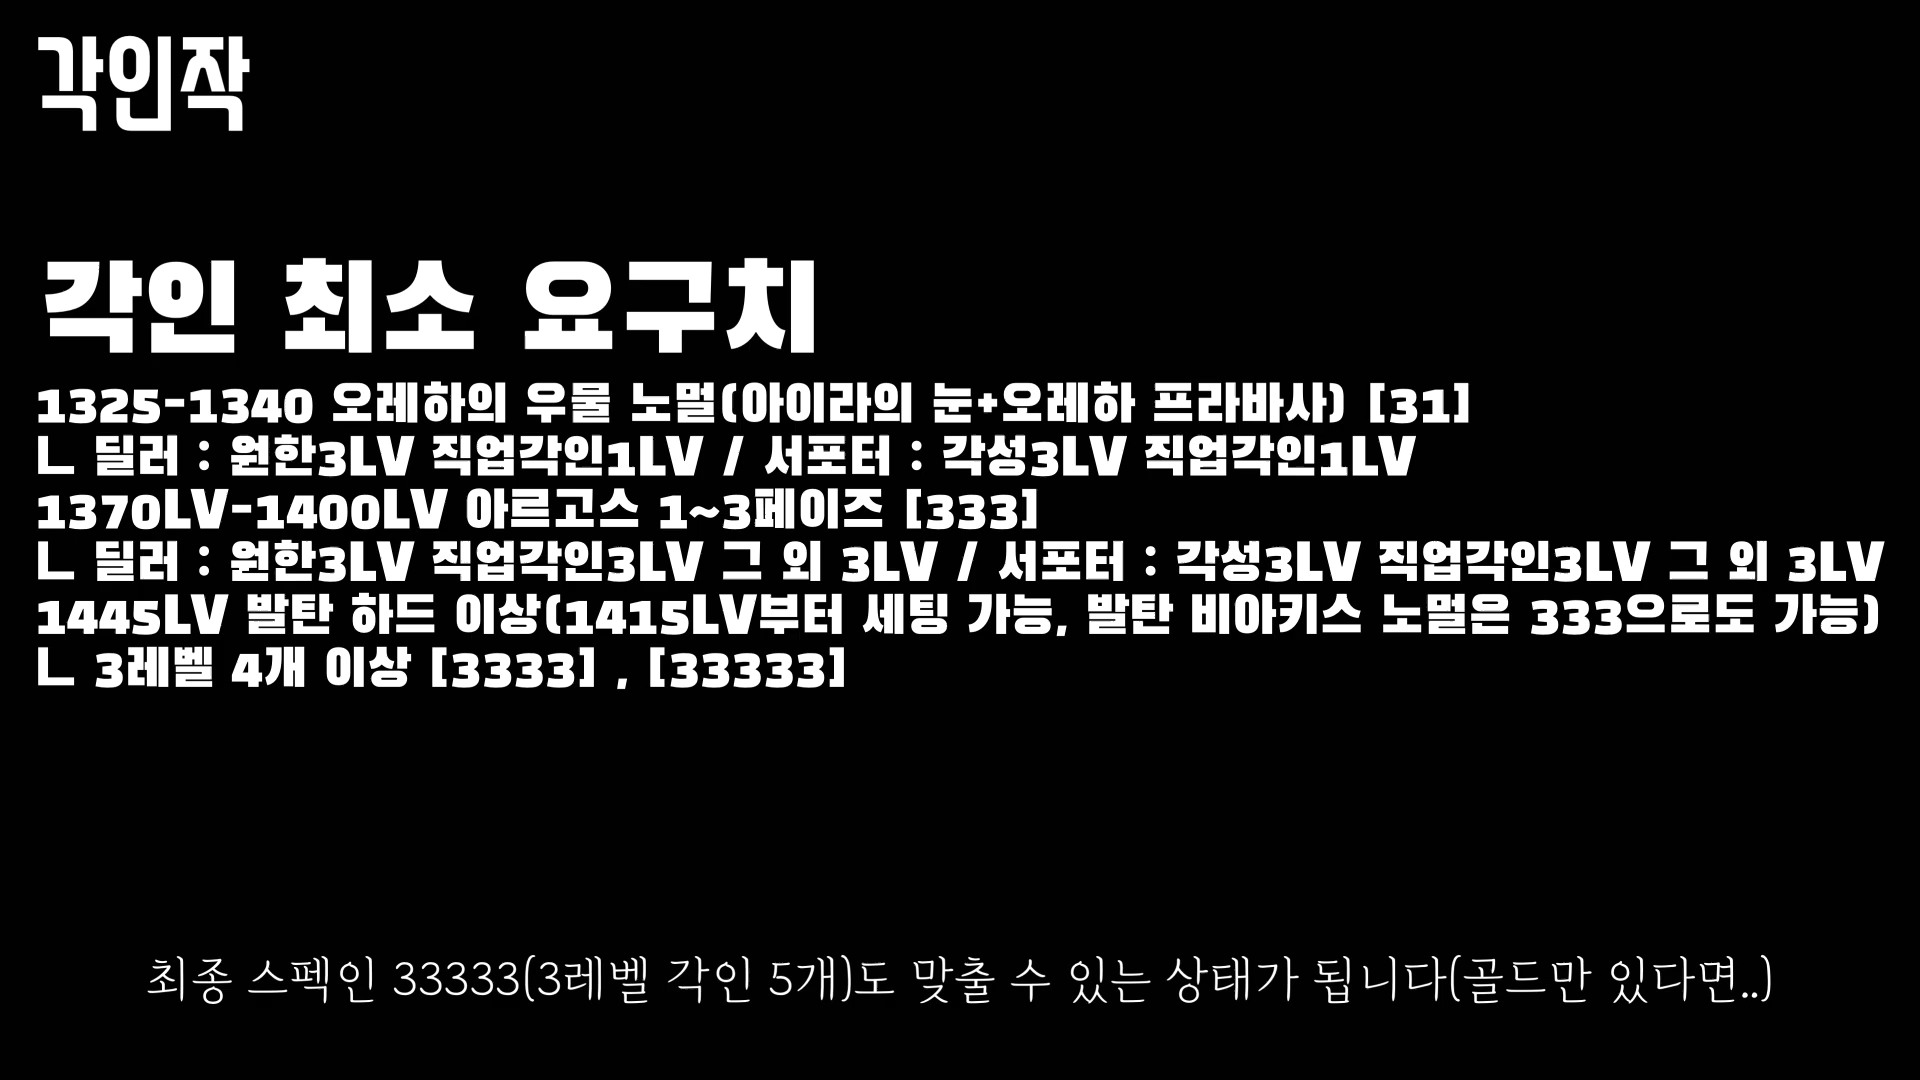 각인작
각인 최소 요구치
1325-1340 오레하의 우물 노멀(아이라의 눈+오레하 프라바사) [31]
ㄴ 딜러 : 원한3LV 직업각인1LV / 서포터 : 각성3LV 직업각인1LV
1370LV-1400LV 아르고스 1~3페이즈 [333]
ㄴ 딜러 : 원한3LV 직업각인3LV 그 외 3LV / 서포터 : 각성3LV 직업각인3LV 그 외 3LV
1445LV 발탄 하드 이상(1415LV부터 세팅 가능, 발탄 비아키스 노멀은 333으로도 가능)
ㄴ 3레벨 4개 이상 [3333] , [33333]
최종 스펙인 33333(3레벨 각인 5개)도 맞출 수 있는 상태가 됩니다(골드만 있다면..)